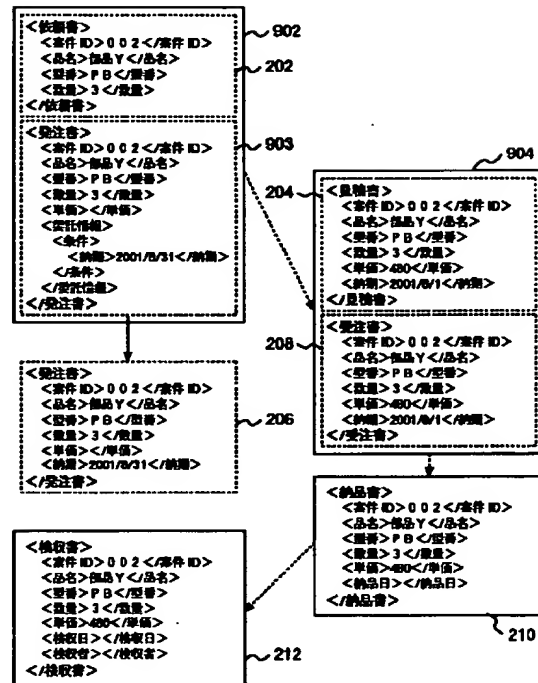 <依頼書>
902
<案件ID>002</案件ID>
202
<品名>部品Y</品名>
<型番>PB</型番>
<数量>3</数量>
</依頼書>
<発注書>
903
<案件ID>002</案件ID>
<品名>部品Y</品名>
<型番>PB</型番>
<数量>3</数量>
<単価></単価>
<委託情報>
<条件>
<納期>2001/8/31</納期>
</条件>
</委託情報>
</発注書>
904
204
<見積書>
<案件ID>002</案件ID>
<品名>部品Y</品名>
<型番>PB</型番>
<数量>3</数量>
<単価>480</単価>
<納期>2001/8/1</納期>
</見積書>
208
<受注書>
<案件ID>002</案件ID>
<品名>部品Y</品名>
<型番>PB</型番>
<数量>3</数量>
<単価>480</単価>
<納期>2001/8/1</納期>
</受注書>
<発注書>
<案件ID>002</案件ID>
<品名>部品Y</品名>
<型番>PB</型番>
206
<数量>3</数量>
<単価></単価>
<納期>2001/8/31</納期>
</発注書>
<納品書>
<案件ID>002</案件ID>
<品名>部品Y</品名>
<型番>PB</型番>
<数量>3</数量>
<単価>480</単価>
<納品日></納品日>
</納品書>
210
<検収書>
<案件ID>002</案件ID>
<品名>部品Y</品名>
<型番>PB</型番>
<数量>3</数量>
<単価>480</単価>
<検収日></検収日>
<検収者></検収者>
212
</検収書>